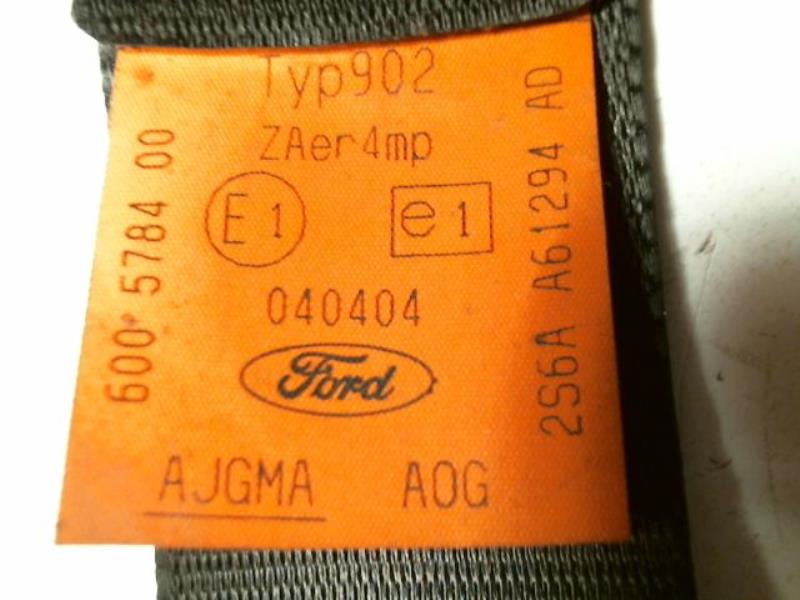 Typ902
ZAer4mp
E1 e1
040404
Ford
AJGMA AOG
600 5784 00
2S6A A61294 AD